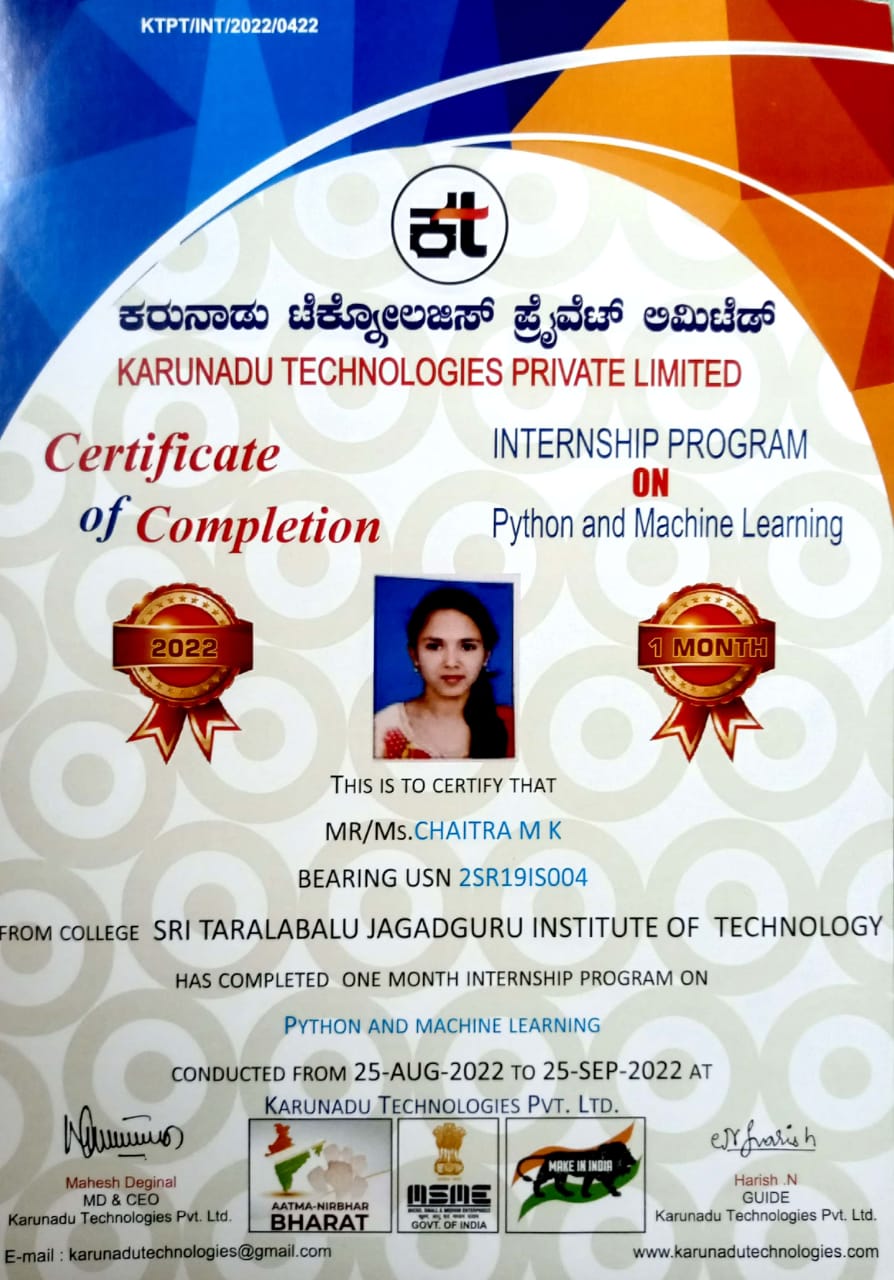 KTPT/INT/2022/0422
ಕt
ಕರುನಾಡು ಟೆಕ್ನೋಲಜಿಸ್ ಪ್ರೈವೆಟ್ ಲಿಮಿಟೆಡ್
KARUNADU TECHNOLOGIES PRIVATE LIMITED
Certificate
of Completion
INTERNSHIP PROGRAM
ON
Python and Machine Learning
2022
1 MONTH
THIS IS TO CERTIFY THAT
MR/MS.CHAITRA M K
BEARING USN 2SR19IS004
FROM COLLEGE SRI TARALABALU JAGADGURU INSTITUTE OF TECHNOLOGY
HAS COMPLETED ONE MONTH INTERNSHIP PROGRAM ON
PYTHON AND MACHINE LEARNING
CONDUCTED FROM 25-AUG-2022 TO 25-SEP-2022 AT
KARUNADU TECHNOLOGIES PVT. LTD.
Mahesh Deginal
MD & CEO
Karunadu Technologies Pvt. Ltd.
AATMA-NIRBHAR
BHARAT
MSME
MICRO, SMALL & MEDIUM ENTERPRISES
GOVT. OF INDIA
MAKE IN INDIA
Harish .N
GUIDE
Karunadu Technologies Pvt. Ltd.
E-mail : karunadutechnologies@gmail.com
www.karunadutechnologies.com